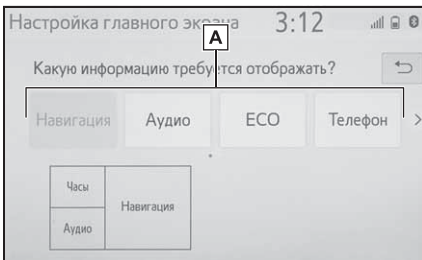 Настройка главного экрана 3:12
A
Какую информацию требуется отображать?
Навигация Аудио ECO Телефон
Часы
Навигация
Аудио